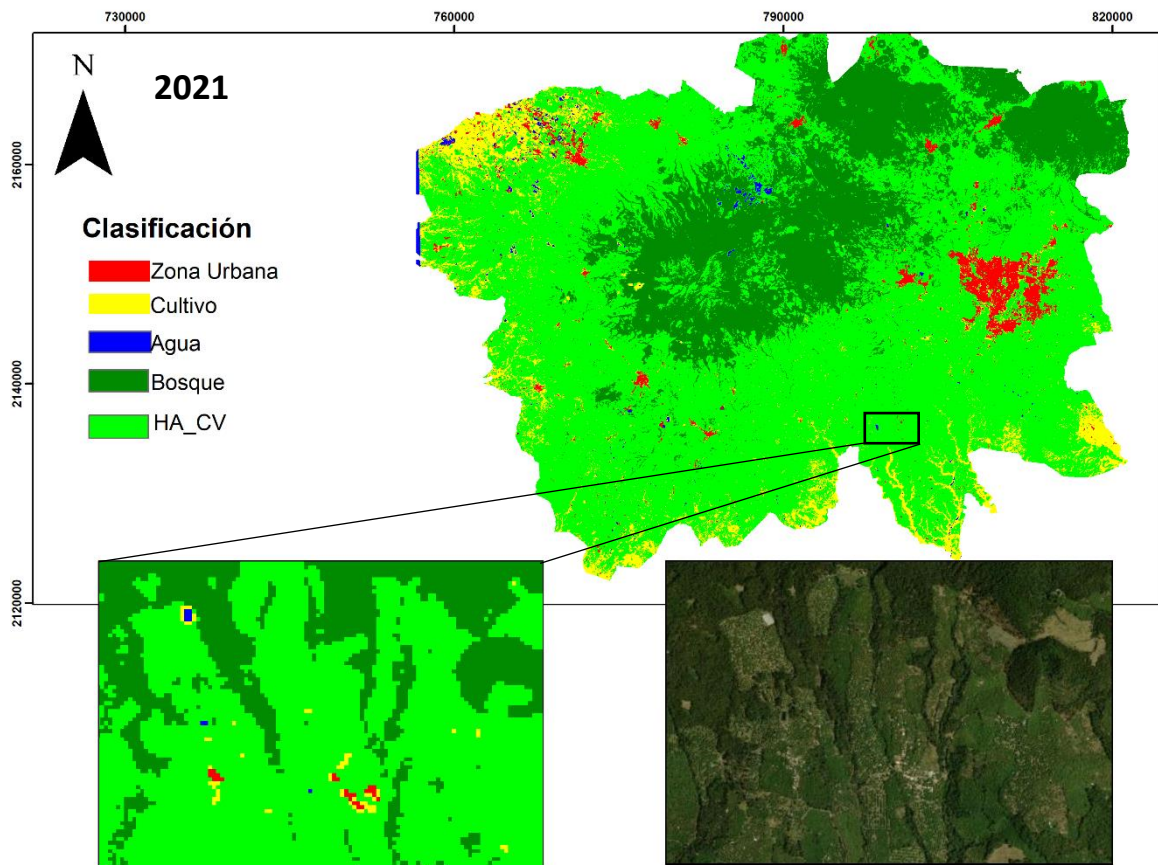 730000
760000
790000
820000
N
2021
2160000
Clasificación
Zona Urbana
Cultivo
Agua
2140000
Bosque
HA_CV
2120000